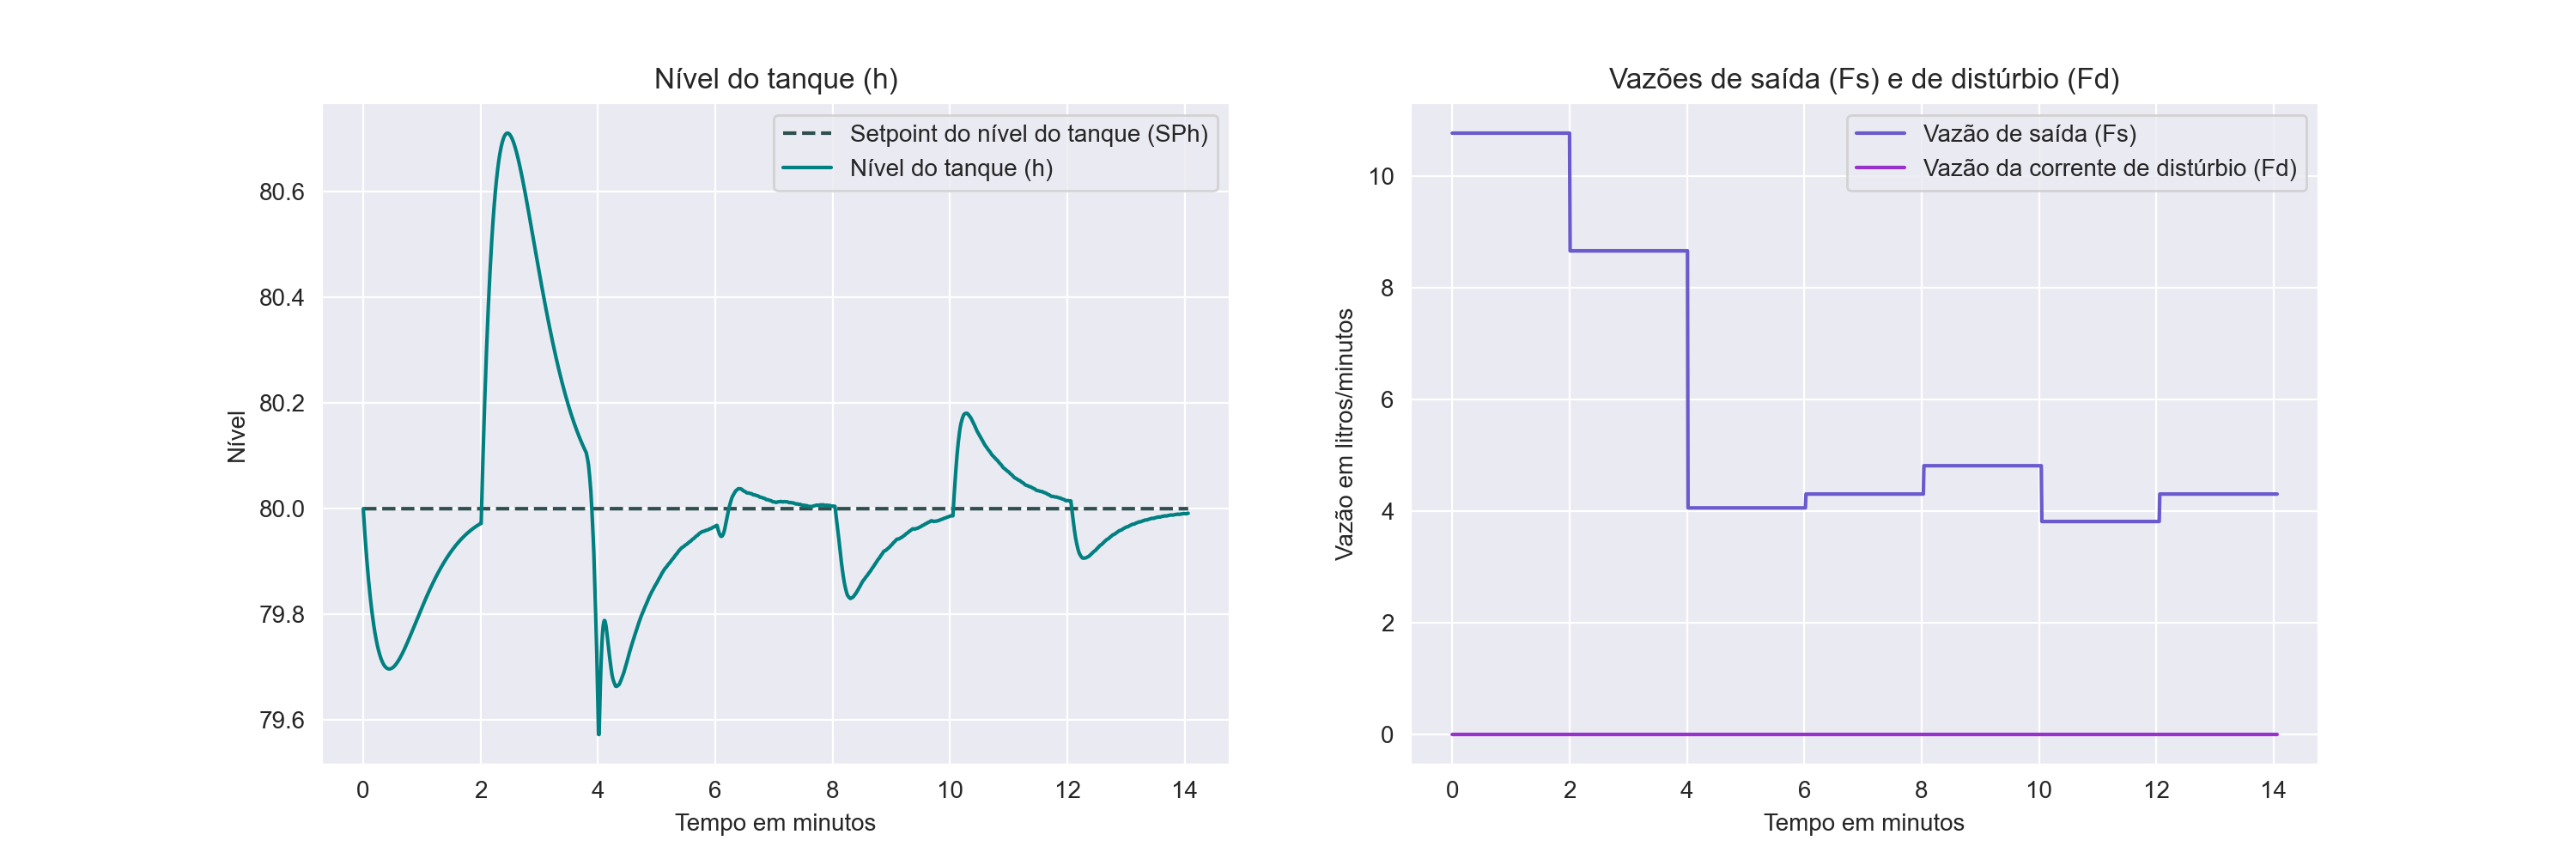 Nível do tanque (h)
Setpoint do nível do tanque (SPh)
Nível do tanque (h)
80.6
80.4
80.2
80.0
79.8
79.6
Nível
0 2 4 6 8 10 12 14
Tempo em minutos
Vazões de saída (Fs) e de distúrbio (Fd)
Vazão de saída (Fs)
Vazão da corrente de distúrbio (Fd)
10
8
6
4
2
0
Vazão em litros/minutos
0 2 4 6 8 10 12 14
Tempo em minutos